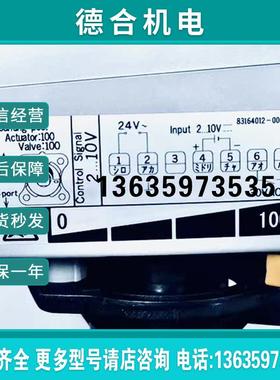 德合机电
信经营
后保障
货秒发
保一年
Actuator:100
Valve:100
port
Control Signal
2...10V
24V~
Input 2...10V
83164012-00
1 2 3 4 5
シロ アカ ミドリ チャ
13635973535
0
10
齐全 更多型号请店咨询 电话:1363597